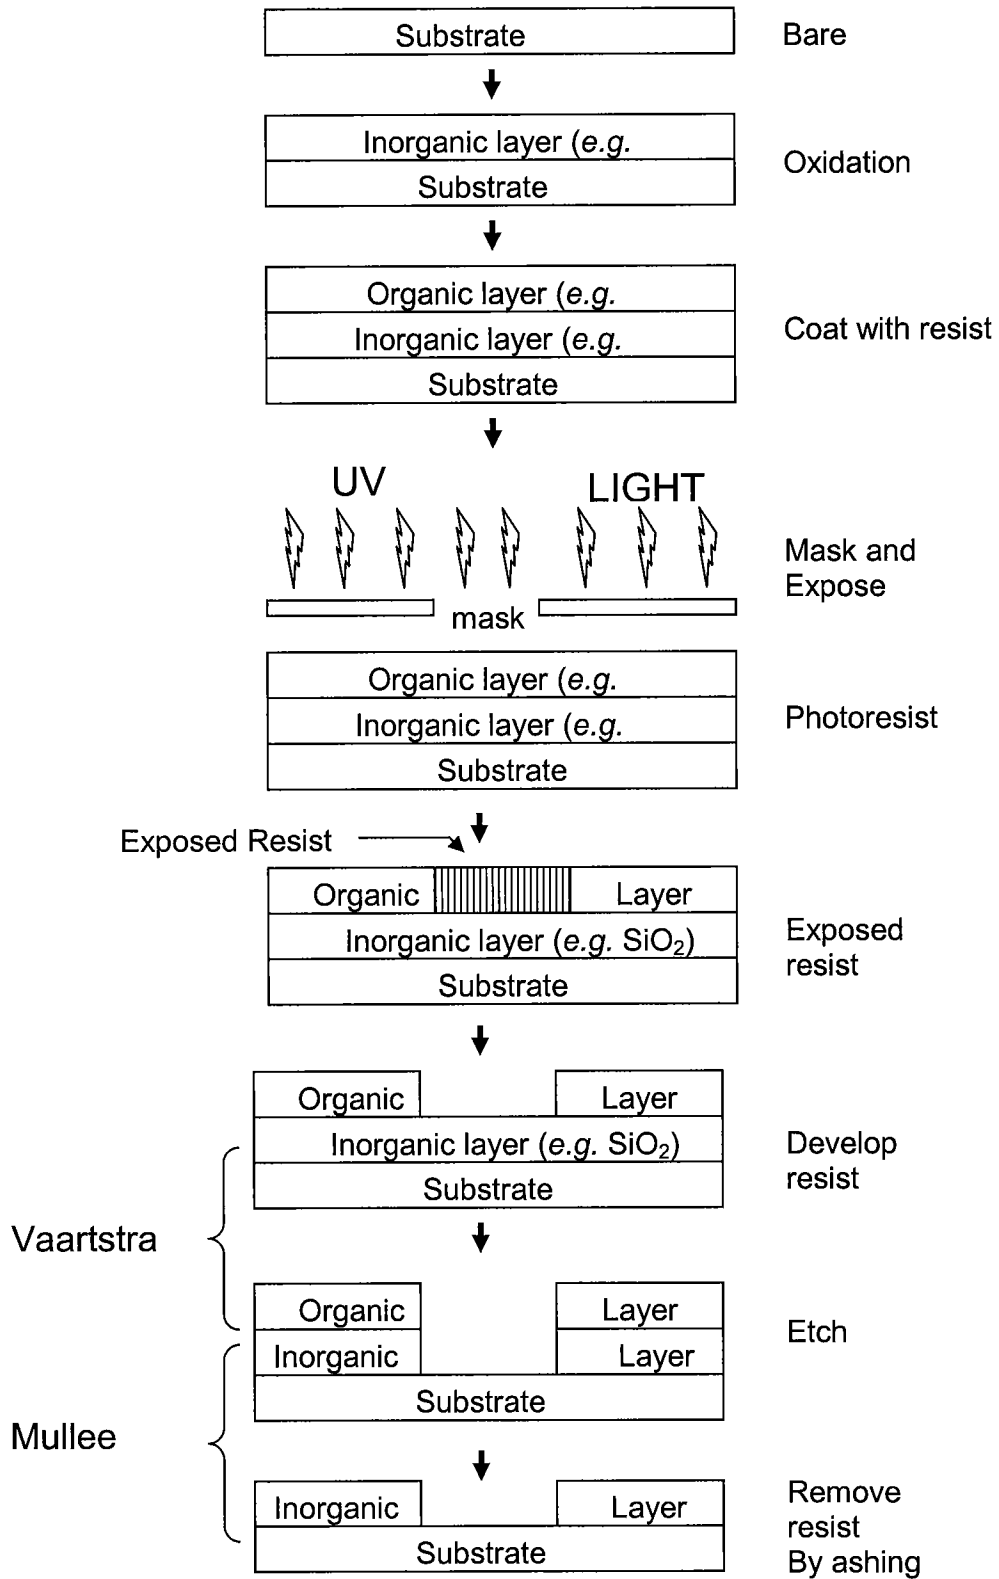 Substrate
Bare
Inorganic layer (e.g.
Oxidation
Substrate
Organic layer (e.g.
Inorganic layer (e.g.
Coat with resist
Substrate
UV
LIGHT
Mask and
Expose
mask
Organic layer (e.g.
Inorganic layer (e.g.
Photoresist
Substrate
Exposed Resist
Organic
Layer
Inorganic layer (e.g. SiO₂)
Exposed
resist
Substrate
Organic
Layer
Inorganic layer (e.g. SiO₂)
Develop
resist
Substrate
Vaartstra
Organic
Layer
Etch
Inorganic
Layer
Substrate
Mullee
Inorganic
Layer
Remove
resist
By ashing
Substrate